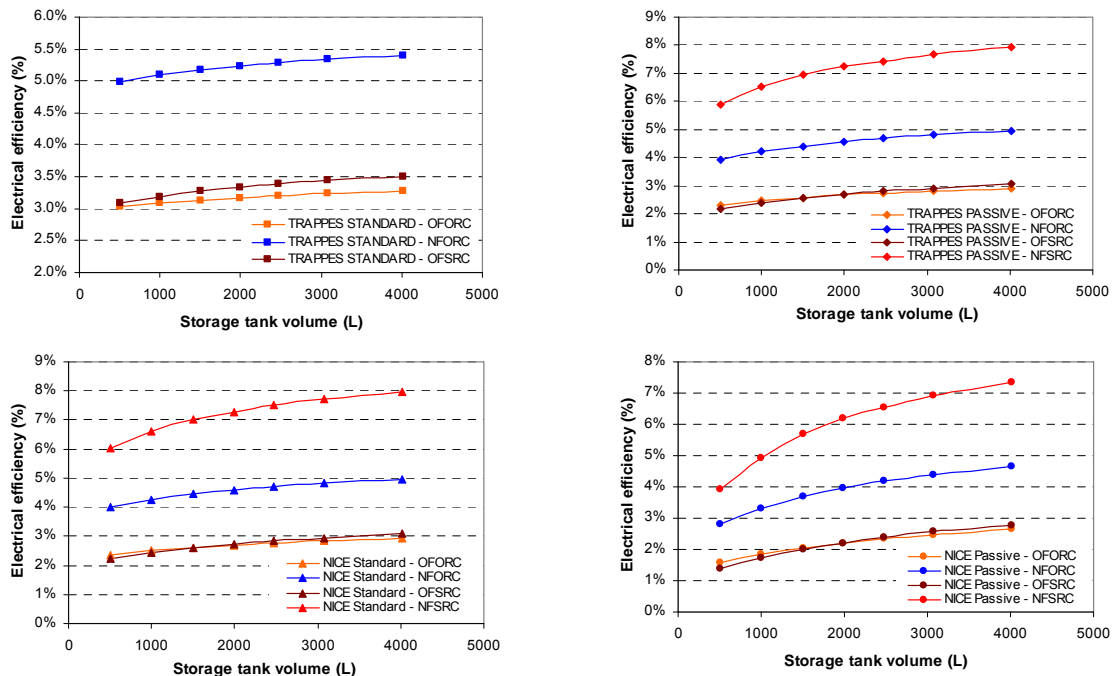 6.0%
5.5%
5.0%
4.5%
4.0%
3.5%
3.0%
2.5%
2.0%
Electrical efficiency (%)
TRAPPES STANDARD - OFORC
TRAPPES STANDARD - NFORC
TRAPPES STANDARD - OFSRC
0 1000 2000 3000 4000 5000
Storage tank volume (L)
9%
8%
7%
6%
5%
4%
3%
2%
1%
0%
Electrical efficiency (%)
TRAPPES PASSIVE - OFORC
TRAPPES PASSIVE - NFORC
TRAPPES PASSIVE - OFSRC
TRAPPES PASSIVE - NFSRC
0 1000 2000 3000 4000 5000
Storage tank volume (L)
9%
8%
7%
6%
5%
4%
3%
2%
1%
0%
Electrical efficiency (%)
NICE Standard - OFORC
NICE Standard - NFORC
NICE Standard - OFSRC
NICE Standard - NFSRC
0 1000 2000 3000 4000 5000
Storage tank volume (L)
8%
7%
6%
5%
4%
3%
2%
1%
0%
Electrical efficiency (%)
NICE Passive - OFORC
NICE Passive - NFORC
NICE Passive - OFSRC
NICE Passive - NFSRC
0 1000 2000 3000 4000 5000
Storage tank volume (L)